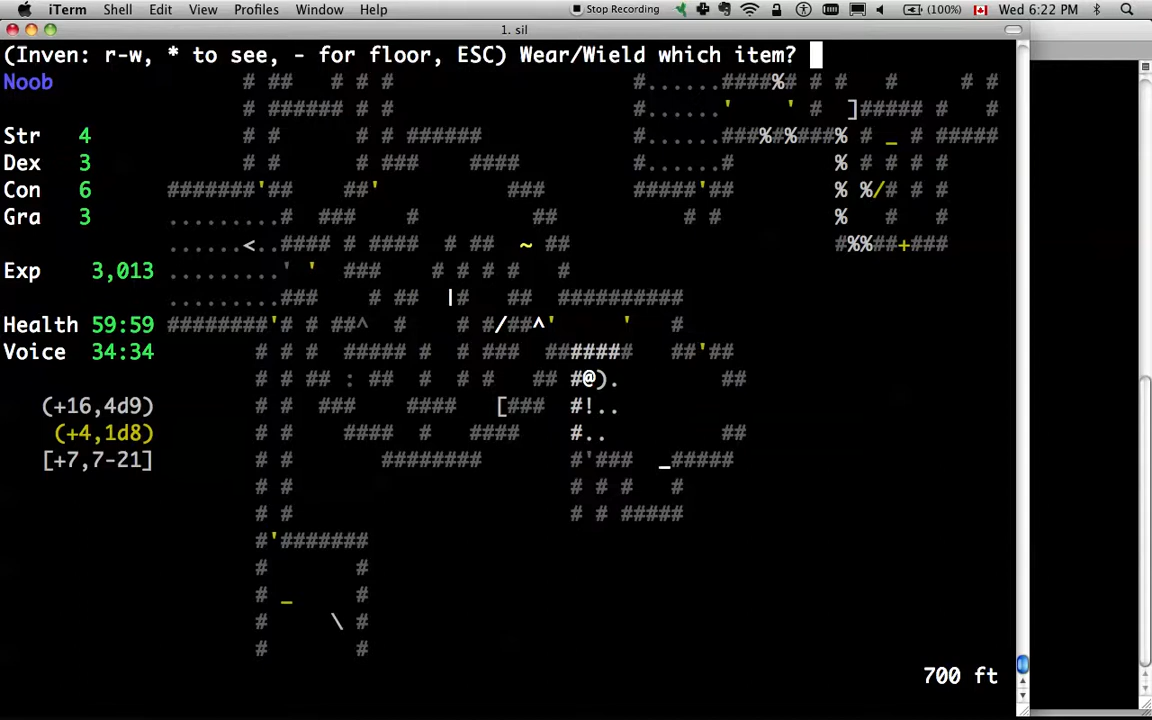 iTerm Shell Edit View Profiles Window Help Stop Recording (100%) Wed 6:22 PM
1. sil
(Inven: r-w, * to see, - for floor, ESC) Wear/Wield which item?
Noob # ## # # # #......####%# # # # # #
# ###### # # #......' ' # ]##### # #
Str 4 # # # # ###### #......###%#%###% # _ # #####
Dex 3 # # # ### #### #......# % # # # #
Con 6 #######'## ##' ### #####'## % %/# # #
Gra 3 .........# ### # ## # # % # #
......<..#### # #### # ## ~ ## #%%##+###
Exp 3,013 .........' ' ### # # # # #
.........### # ## |# ## ##########
Health 59:59 ########'# # ##^ # # #/##^' ' #
Voice 34:34 # # # ##### # # ### ####### ##'##
# # ## : ## # # # ## #@). ##
(+16,4d9) # # ### #### [### #!..
(+4,1d8) # # #### # #### #.. ##
[+7,7-21] # # ######## #'### _#####
# # # # # #
# # # # #####
#'#######
# #
# _ #
# \ #
# #
700 ft